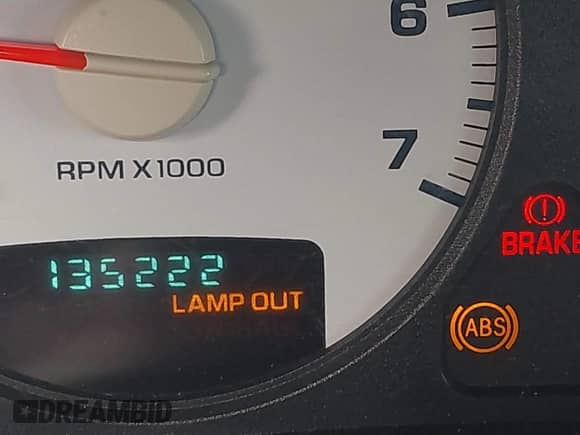 6
7
RPM X1000
135222
LAMP OUT
BRAKE
ABS
DREAMBID